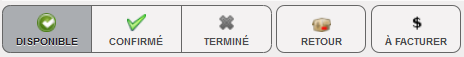 DISPONIBLE CONFIRMÉ TERMINÉ RETOUR $ À FACTURER